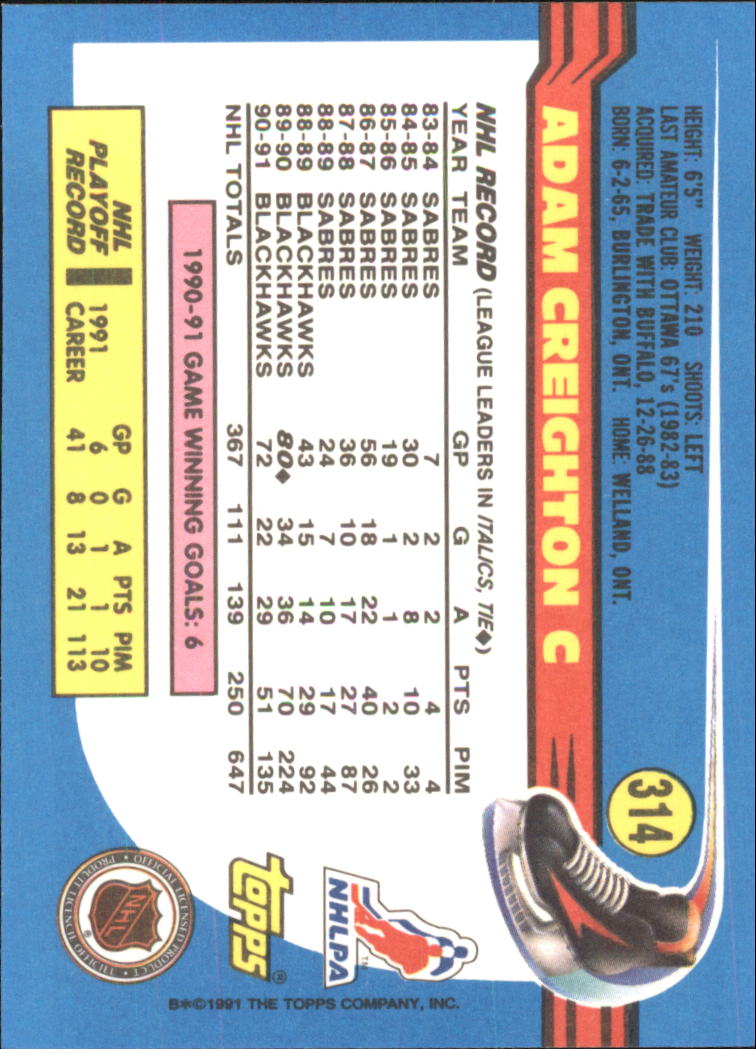 HEIGHT: 6'5" WEIGHT: 210 SHOOTS: LEFT
LAST AMATEUR CLUB: OTTAWA 67's (1982-83)
ACQUIRED: TRADE WITH BUFFALO, 12-26-88
BORN: 6-2-65, BURLINGTON, ONT. HOME: WELLAND, ONT.
314
ADAM CREIGHTON C
NHL RECORD (LEAGUE LEADERS IN ITALICS, TIE◆)
YEAR TEAM GP G A PTS PIM
83-84 SABRES 7 2 2 4 4
84-85 SABRES 30 2 8 10 33
85-86 SABRES 19 1 1 2 2
86-87 SABRES 56 18 22 40 26
87-88 SABRES 36 10 17 27 87
88-89 SABRES 24 7 10 17 44
88-89 BLACKHAWKS 43 15 14 29 92
89-90 BLACKHAWKS 80◆ 34 36 70 224
90-91 BLACKHAWKS 72 22 29 51 135
NHL TOTALS 367 111 139 250 647
1990-91 GAME WINNING GOALS: 6
NHL PLAYOFF RECORD
GP G A PTS PIM
1991 6 0 1 1 10
CAREER 41 8 13 21 113
NHLPA™
topps®
OFFICIAL LICENSED PRODUCT • PRODUIT LICENCIÉ OFFICIEL •
NHL®
B*©1991 THE TOPPS COMPANY, INC.